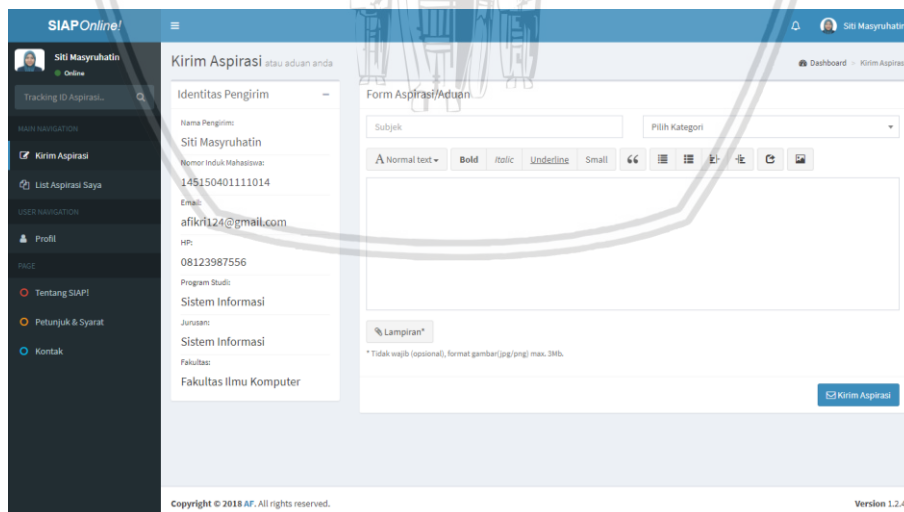 SIAP Online!
Siti Masyruhatin
Siti Masyruhatin
Online
Tracking ID Aspirasi..
MAIN NAVIGATION
Kirim Aspirasi
List Aspirasi Saya
USER NAVIGATION
Profil
PAGE
Tentang SIAP!
Petunjuk & Syarat
Kontak
Kirim Aspirasi atau aduan anda
Dashboard > Kirim Aspiras
Identitas Pengirim
Nama Pengirim:
Siti Masyruhatin
Nomor Induk Mahasiswa:
145150401111014
Email:
afikri124@gmail.com
HP:
08123987556
Program Studi:
Sistem Informasi
Jurusan:
Sistem Informasi
Fakultas:
Fakultas Ilmu Komputer
Form Aspirasi/Aduan
Subjek
Pilih Kategori
A Normal text Bold Italic Underline Small
Lampiran*
* Tidak wajib (opsional), format gambar(jpg/png) max. 3Mb.
Kirim Aspirasi
Copyright © 2018 AF. All rights reserved.
Version 1.2.4